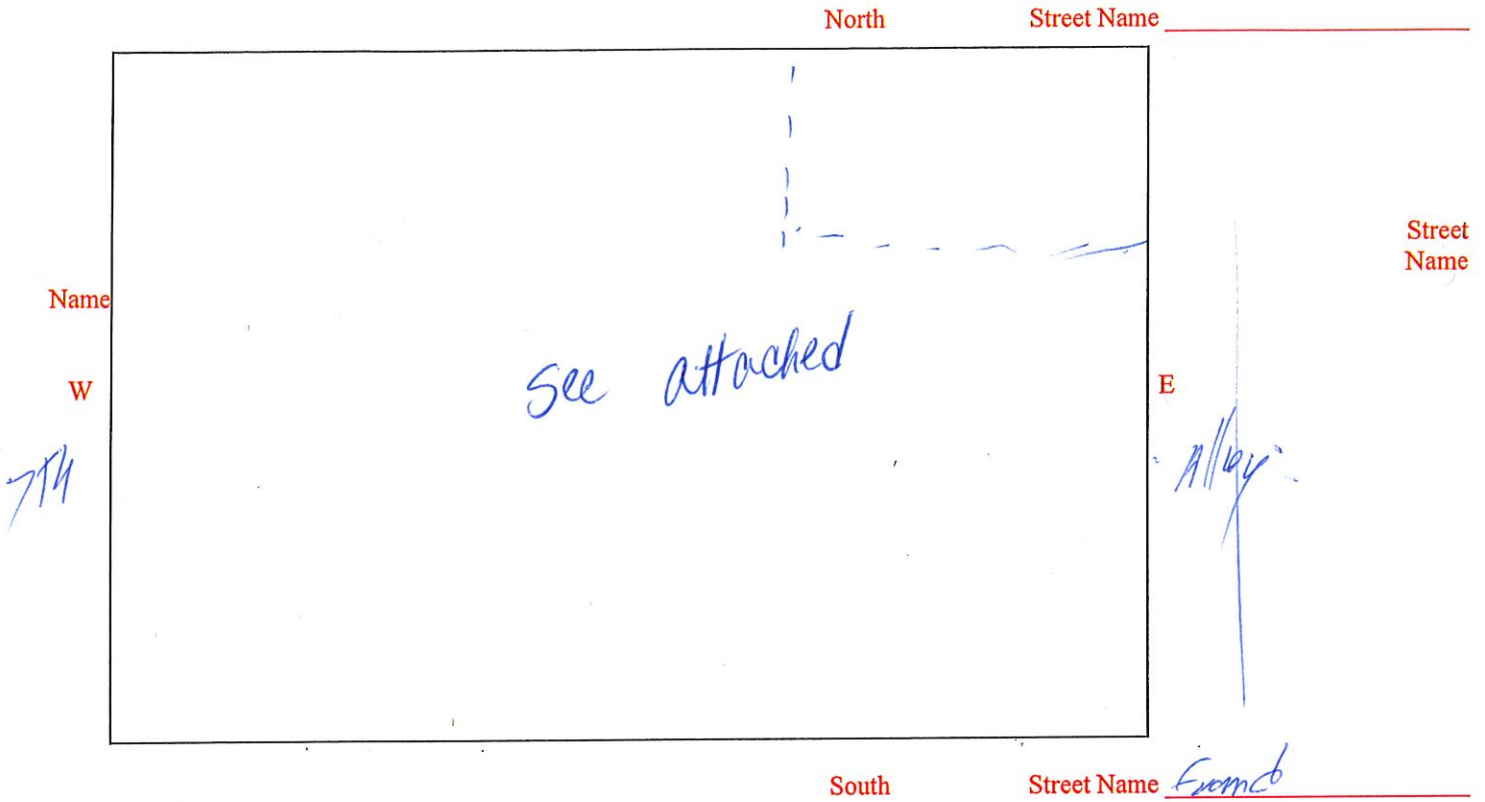 North Street Name
Street Name
Name
see attached
W
E
7th
Alley
South Street Name